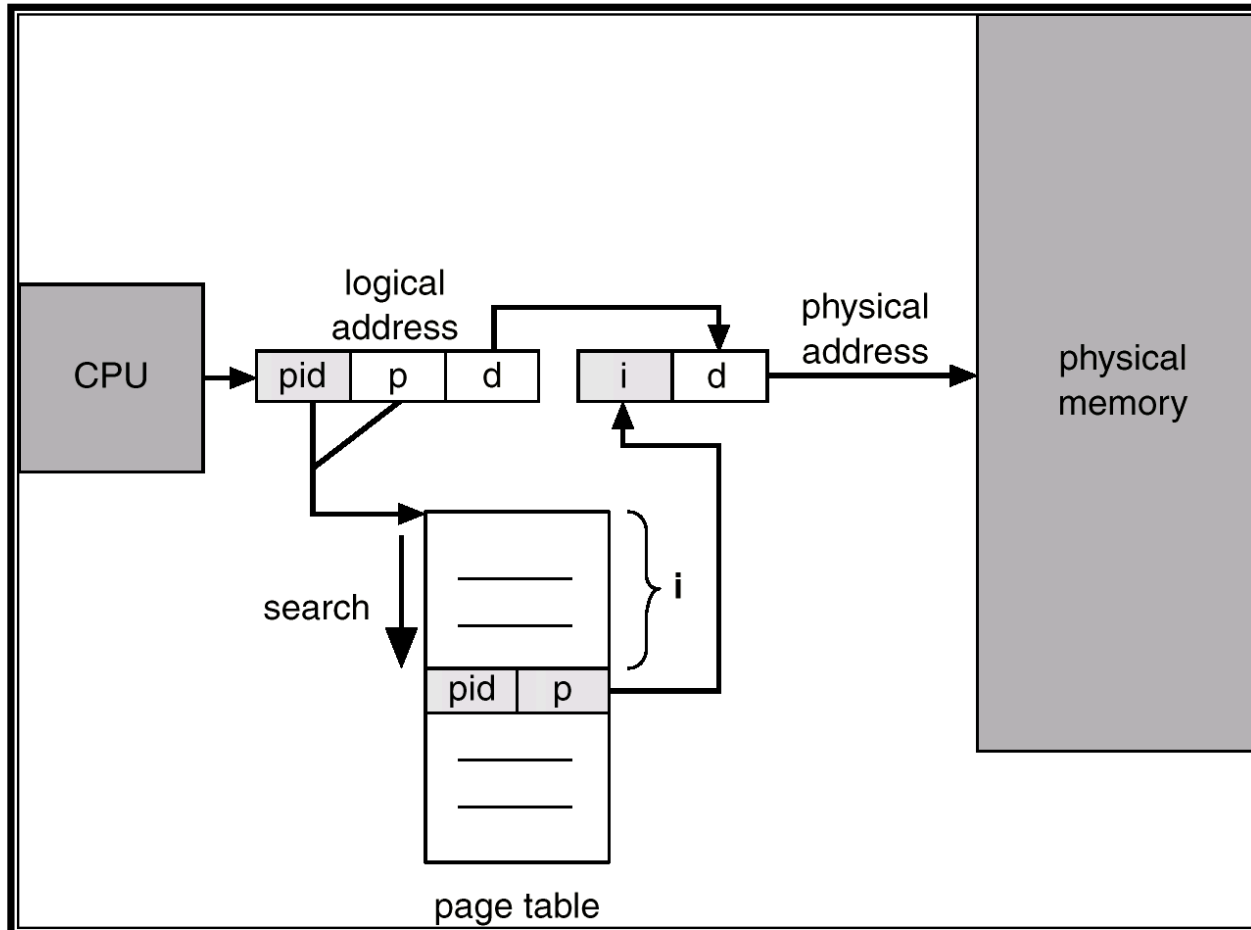 logical
address
physical
address
CPU
pid p d
i d
physical
memory
search
i
pid p
page table